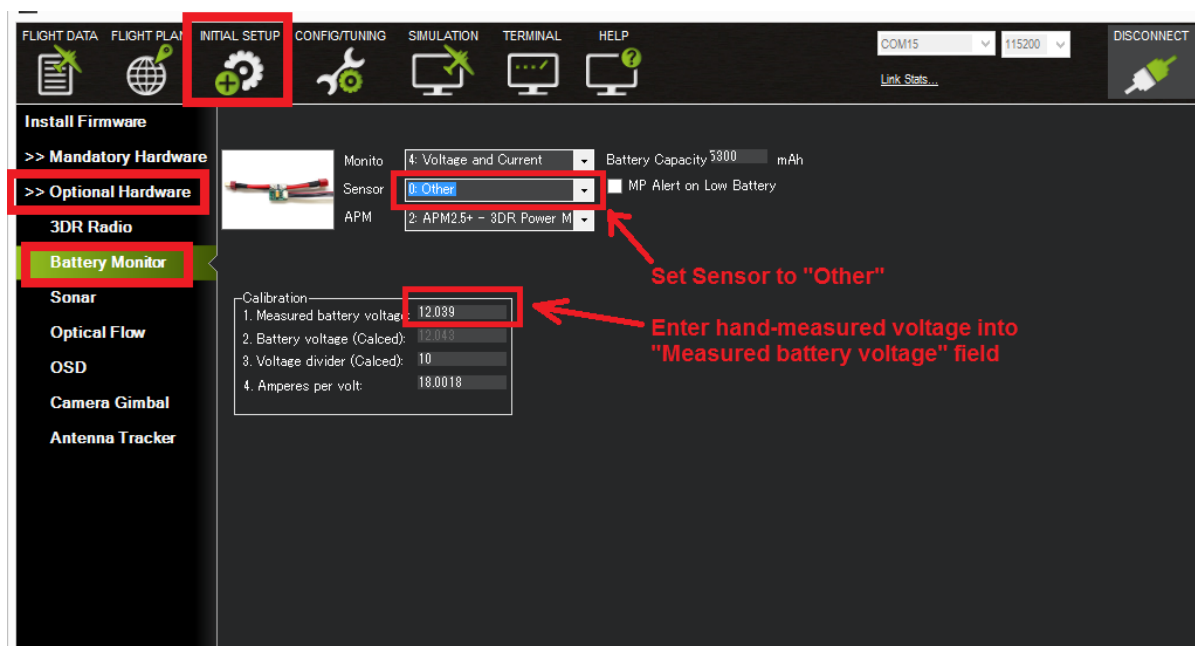 FLIGHT DATA FLIGHT PLAN INITIAL SETUP CONFIG/TUNING SIMULATION TERMINAL HELP
COM15 115200 DISCONNECT
Link Stats...
Install Firmware
>> Mandatory Hardware
>> Optional Hardware
3DR Radio
Battery Monitor
Sonar
Optical Flow
OSD
Camera Gimbal
Antenna Tracker
Monito 4: Voltage and Current Battery Capacity 5300 mAh
Sensor 0: Other MP Alert on Low Battery
APM 2: APM2.5+ - 3DR Power M
Set Sensor to "Other"
Calibration
1. Measured battery voltage: 12.039
2. Battery voltage (Calced): 12.043
3. Voltage divider (Calced): 10
4. Amperes per volt: 18.0018
Enter hand-measured voltage into
"Measured battery voltage" field